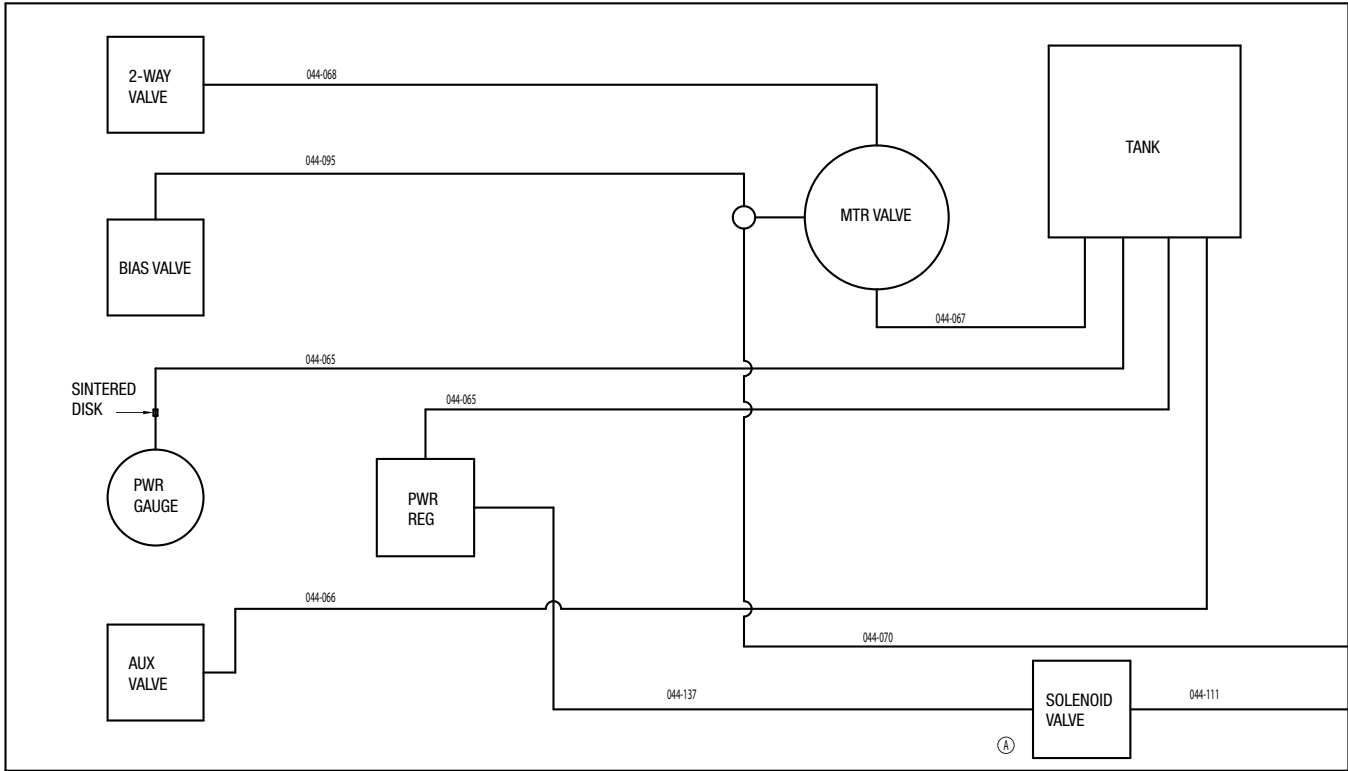 2-WAY
VALVE
044-068
TANK
044-095
MTR VALVE
BIAS VALVE
044-067
044-065
SINTERED
DISK
044-065
PWR
GAUGE
PWR
REG
044-066
044-070
AUX
VALVE
044-137
SOLENOID
VALVE
044-111
A